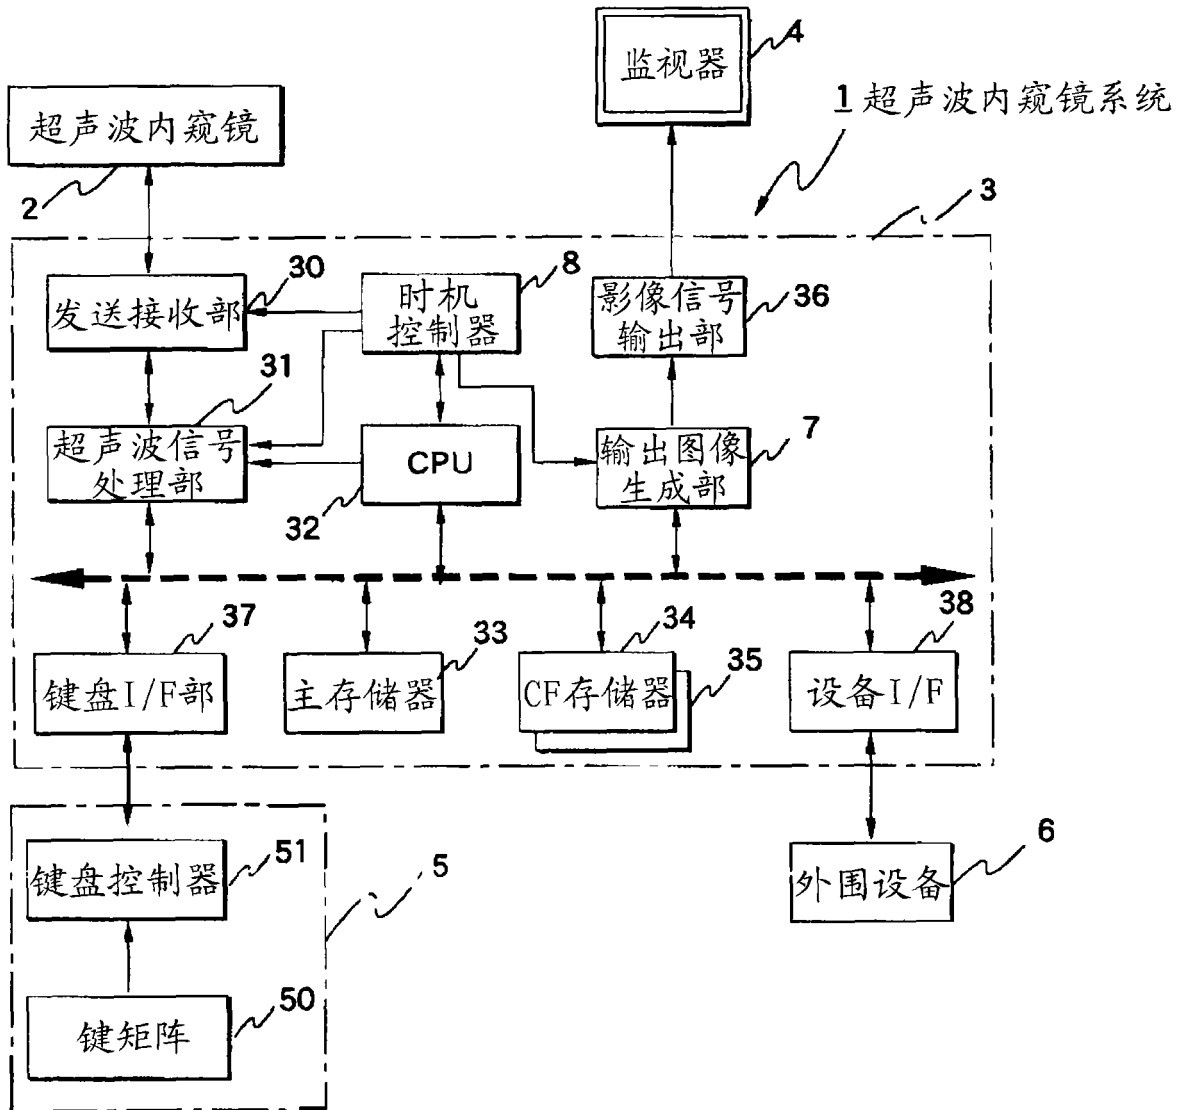 监视器
4
1 超声波内窥镜系统
超声波内窥镜
2
3
发送接收部
30
时机
控制器
8
影像信号
输出部
36
31
超声波信号
处理部
CPU
32
输出图像
生成部
7
37
键盘I/F部
33
主存储器
34
35
CF存储器
38
设备I/F
键盘控制器
51
5
外围设备
6
键矩阵
50